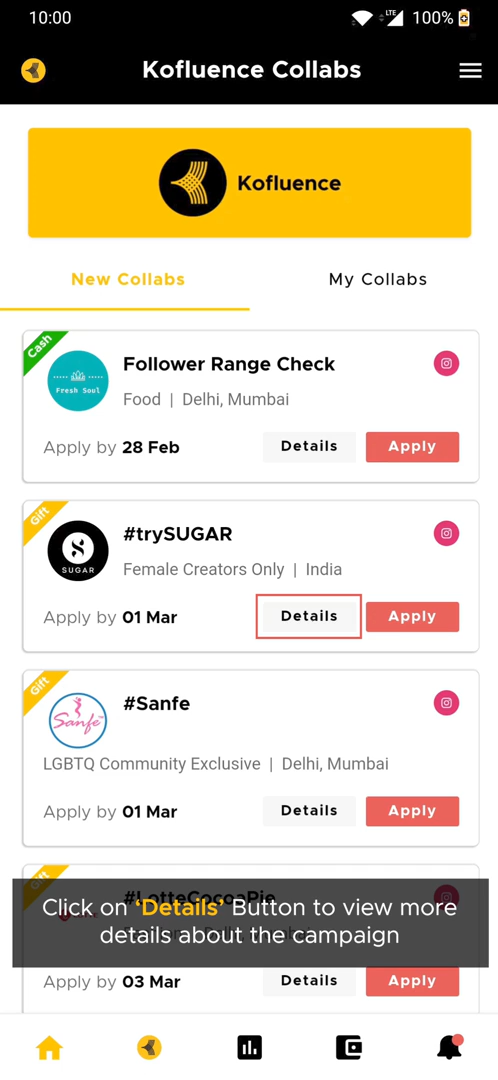 10:00
LTE 100%
Kofluence Collabs
Kofluence
New Collabs
My Collabs
Cash
Fresh Soul
Follower Range Check
Food | Delhi, Mumbai
Apply by 28 Feb
Details
Apply
Gift
SUGAR
#trySUGAR
Female Creators Only | India
Apply by 01 Mar
Details
Apply
Gift
Sanfe
#Sanfe
LGBTQ Community Exclusive | Delhi, Mumbai
Apply by 01 Mar
Details
Apply
Gift
#LotteCocoaPie
Click on ‘Details’ Button to view more
details about the campaign
Apply by 03 Mar
Details
Apply